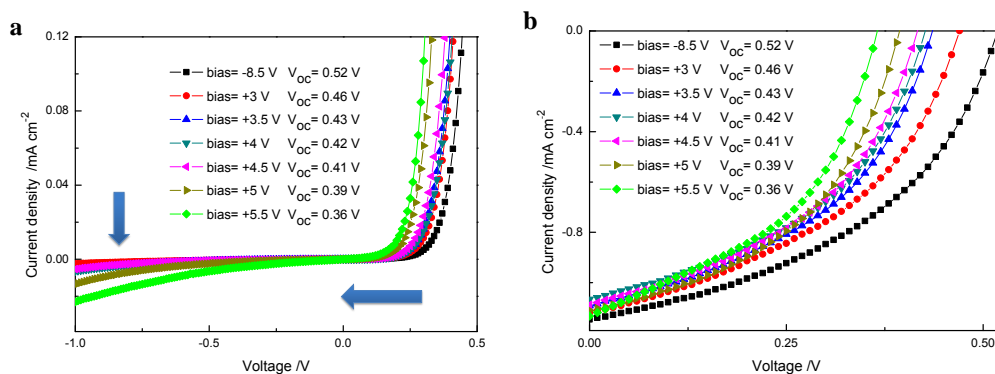 a
0.12
0.08
0.04
0.00
Current density /mA cm-2
bias= -8.5 V VOC= 0.52 V
bias= +3 V VOC= 0.46 V
bias= +3.5 V VOC= 0.43 V
bias= +4 V VOC= 0.42 V
bias= +4.5 V VOC= 0.41 V
bias= +5 V VOC= 0.39 V
bias= +5.5 V VOC= 0.36 V
-1.0 -0.5 0.0 0.5
Voltage /V
b
0.0
-0.4
-0.8
Current density /mA cm-2
bias= -8.5 V VOC= 0.52 V
bias= +3 V VOC= 0.46 V
bias= +3.5 V VOC= 0.43 V
bias= +4 V VOC= 0.42 V
bias= +4.5 V VOC= 0.41 V
bias= +5 V VOC= 0.39 V
bias= +5.5 V VOC= 0.36 V
0.00 0.25 0.50
Voltage /V